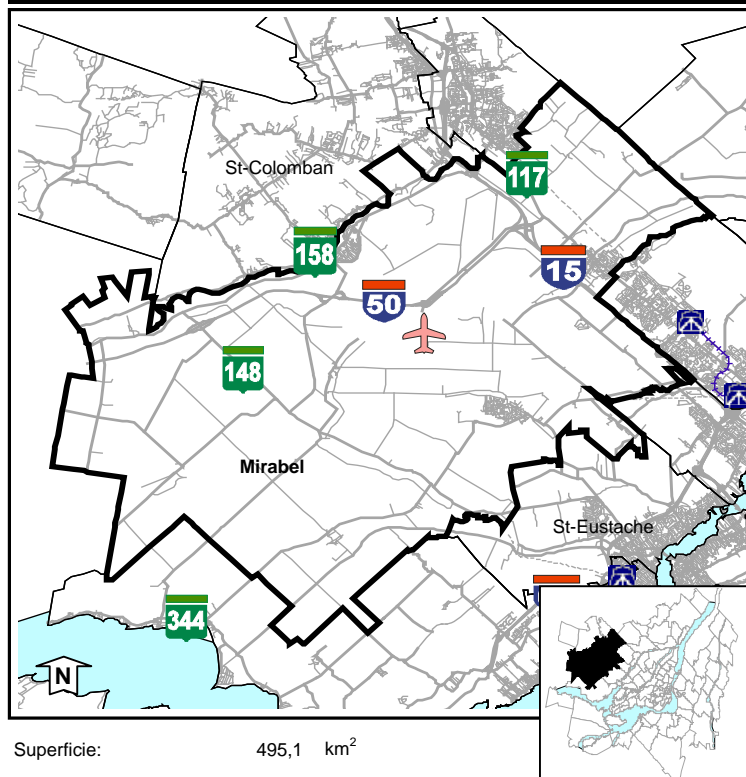 St-Colomban
117
158
15
50
148
Mirabel
St-Eustache
344
N
Superficie: 495,1 km²